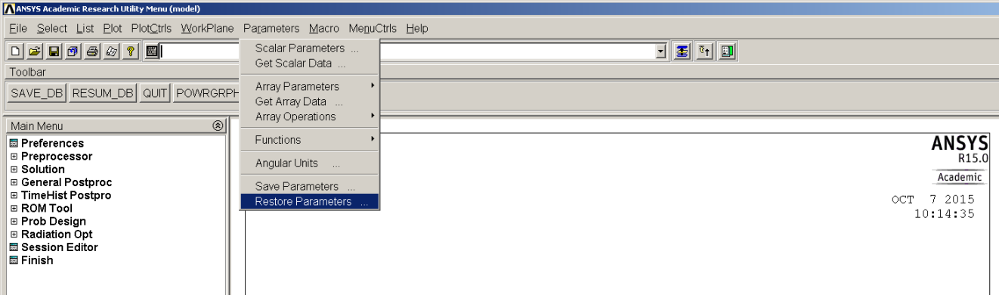 ANSYS Academic Research Utility Menu (model)
File Select List Plot PlotCtrls WorkPlane Parameters Macro MenuCtrls Help
Toolbar
SAVE_DB RESUM_DB QUIT POWRGRPH
Scalar Parameters ...
Get Scalar Data ...
Array Parameters
Get Array Data ...
Array Operations
Functions
Angular Units ...
Save Parameters ...
Restore Parameters ...
Main Menu
Preferences
Preprocessor
Solution
General Postproc
TimeHist Postpro
ROM Tool
Prob Design
Radiation Opt
Session Editor
Finish
ANSYS
R15.0
Academic
OCT 7 2015
10:14:35